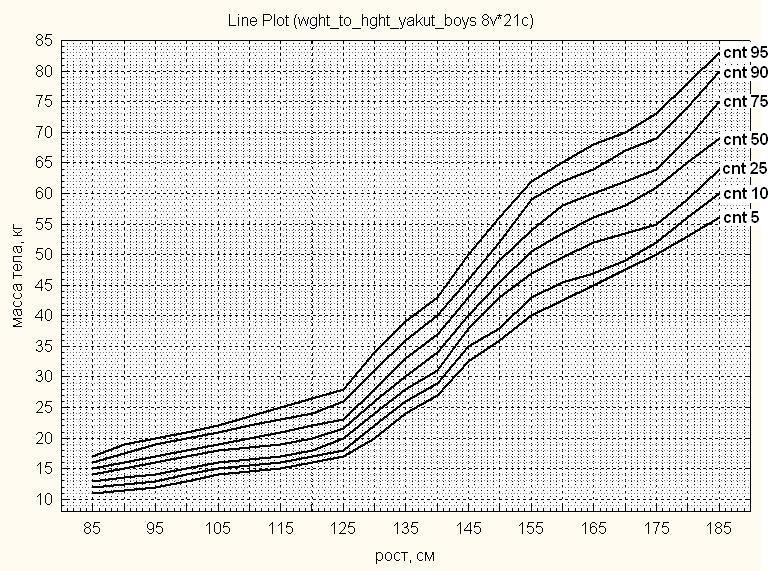 Line Plot (wght_to_hght_yakut_boys 8v*21c)
85
80
75
70
65
60
55
50
45
40
35
30
25
20
15
10
масса тела, кг
cnt 95
cnt 90
cnt 75
cnt 50
cnt 25
cnt 10
cnt 5
85 95 105 115 125 135 145 155 165 175 185
рост, см